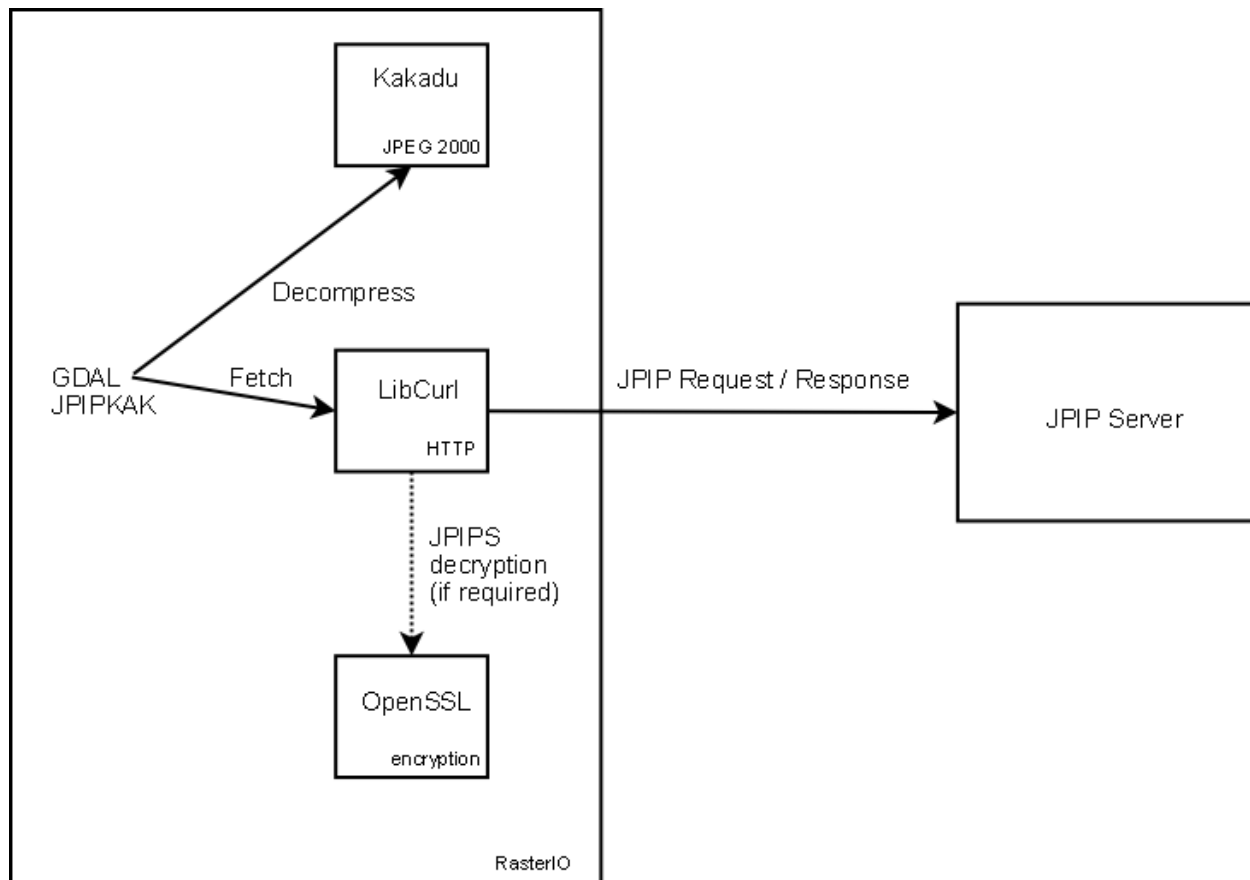 Kakadu
JPEG 2000
Decompress
GDAL
JPIPKAK
Fetch
LibCurl
HTTP
JPIP Request / Response
JPIP Server
JPIPS
decryption
(if required)
OpenSSL
encryption
RasterIO